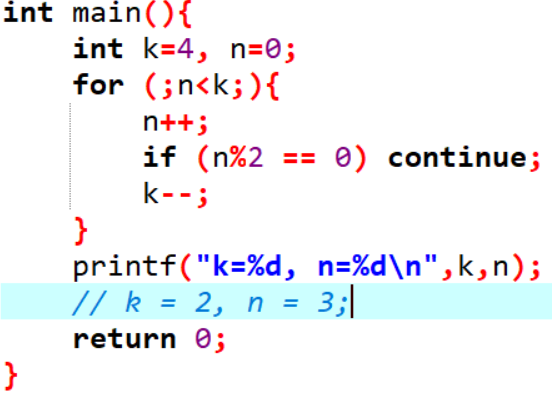 int main(){
    int k=4, n=0;
    for (;n<k;){
        n++;
        if (n%2 == 0) continue;
        k--;
    }
    printf("k=%d, n=%d\n",k,n);
    // k = 2, n = 3;
    return 0;
}